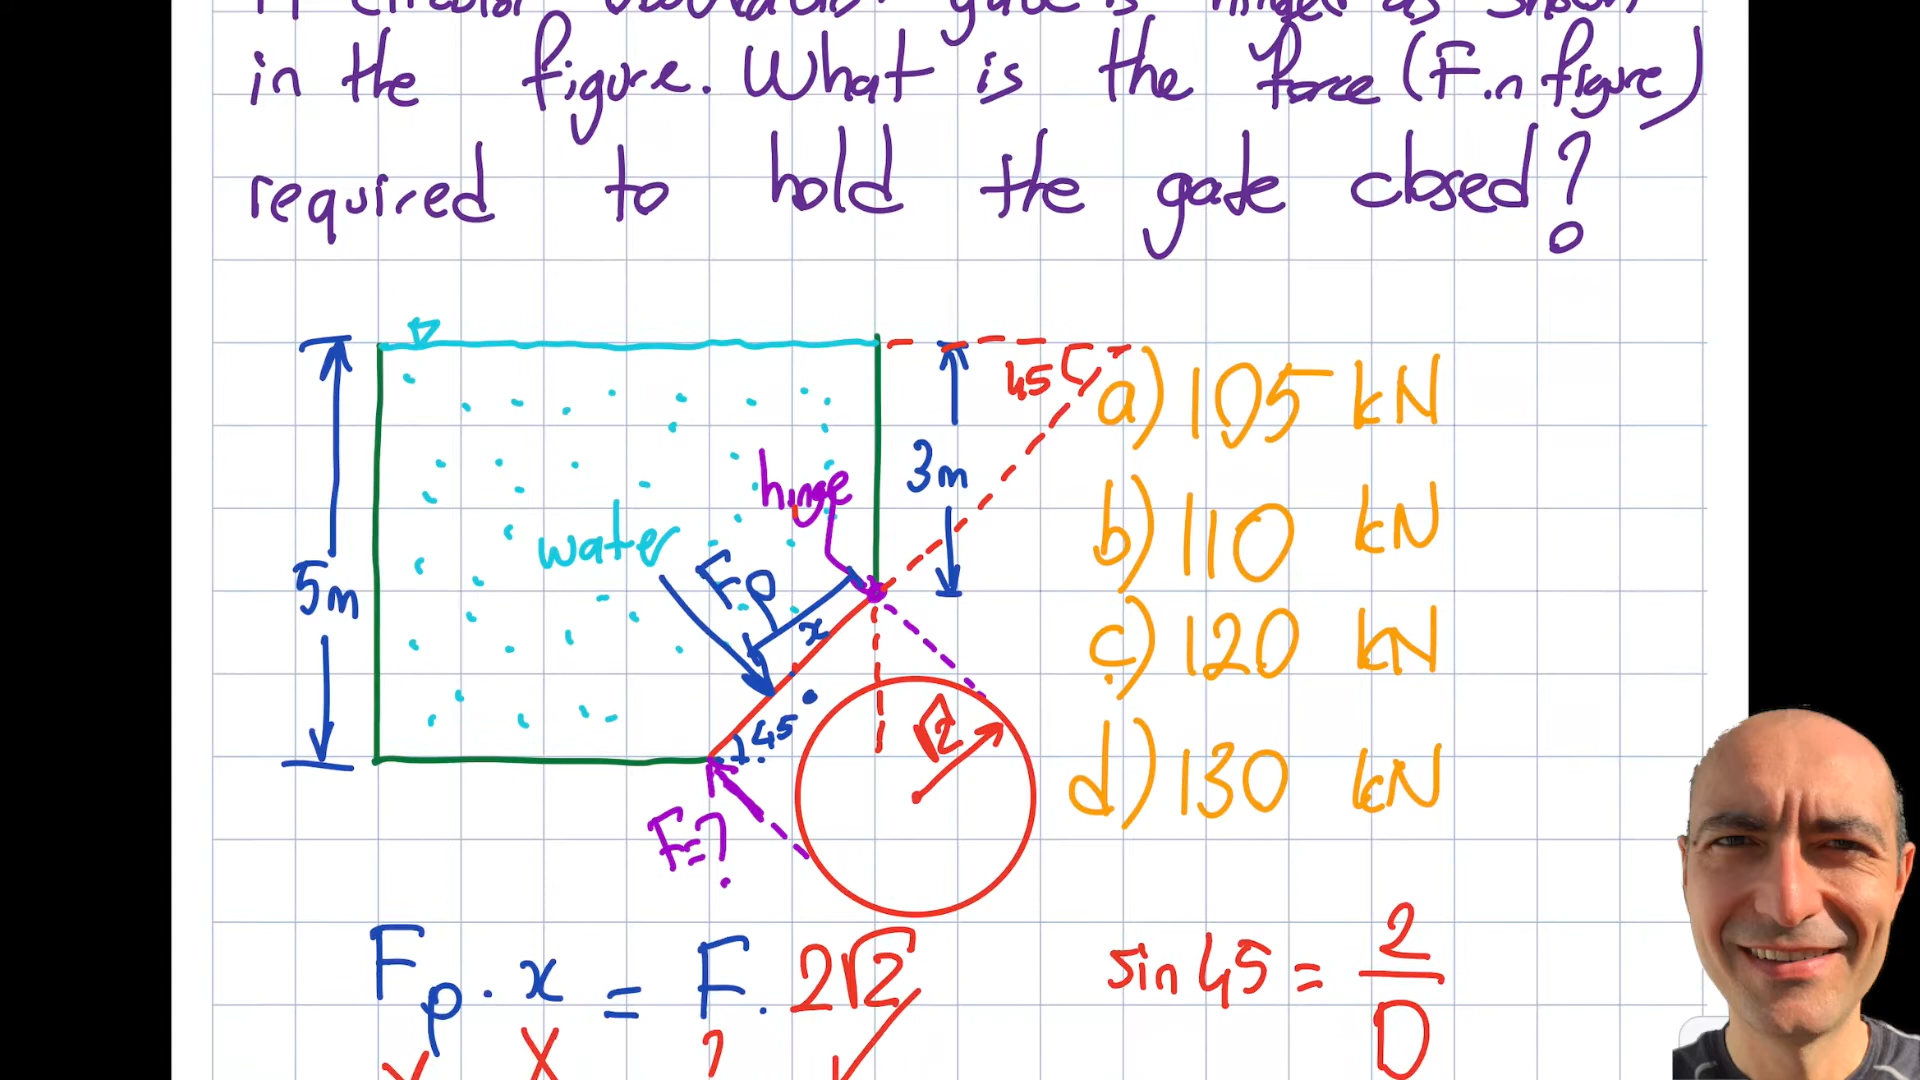 in the figure. What is the force (F.n figure)
required to hold the gate closed?
45
a) 105 kN
hinge
3m
water
Fp
b) 110 kN
5m
x
c) 120 kN
√2
45°
d) 130 kN
F=?
Fp . x = F . 2√2
sin 45 = 2/D
x ?